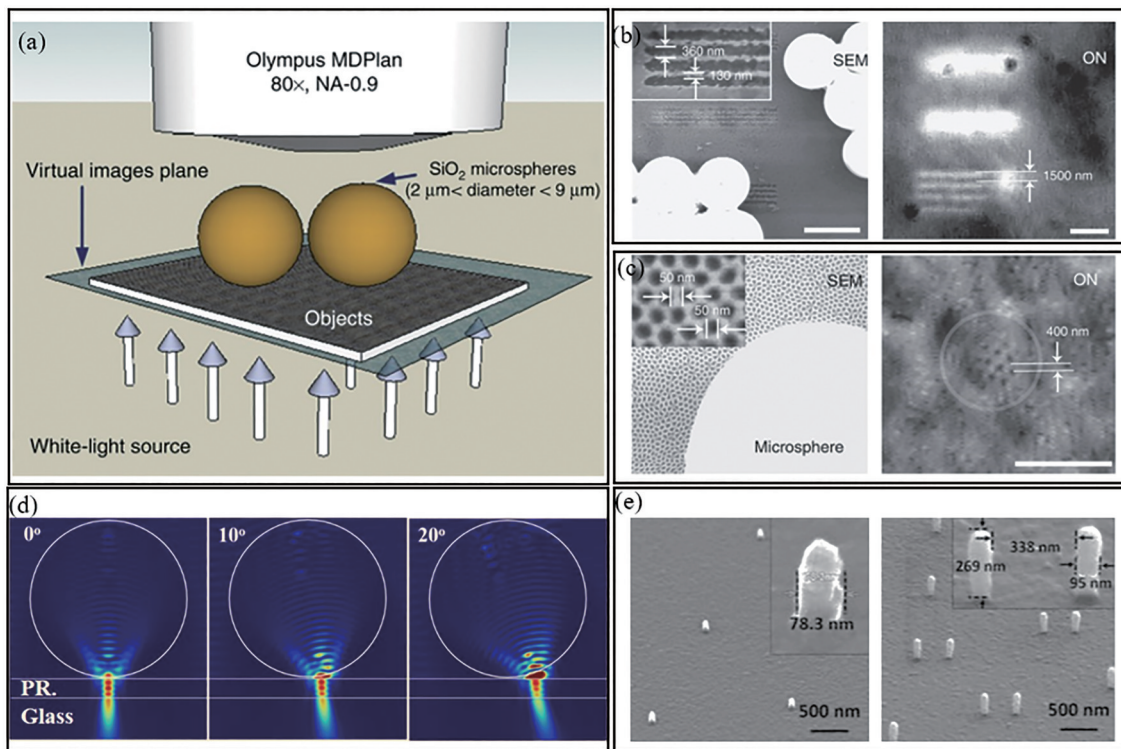 (a)
Olympus MDPlan
80×, NA-0.9
Virtual images plane
SiO₂ microspheres
(2 μm< diameter < 9 μm)
Objects
White-light source
(b)
360 nm
130 nm
SEM
ON
1500 nm
(c)
50 nm
50 nm
SEM
Microsphere
ON
400 nm
(d)
0°
10°
20°
PR.
Glass
(e)
78.3 nm
500 nm
269 nm
338 nm
95 nm
500 nm